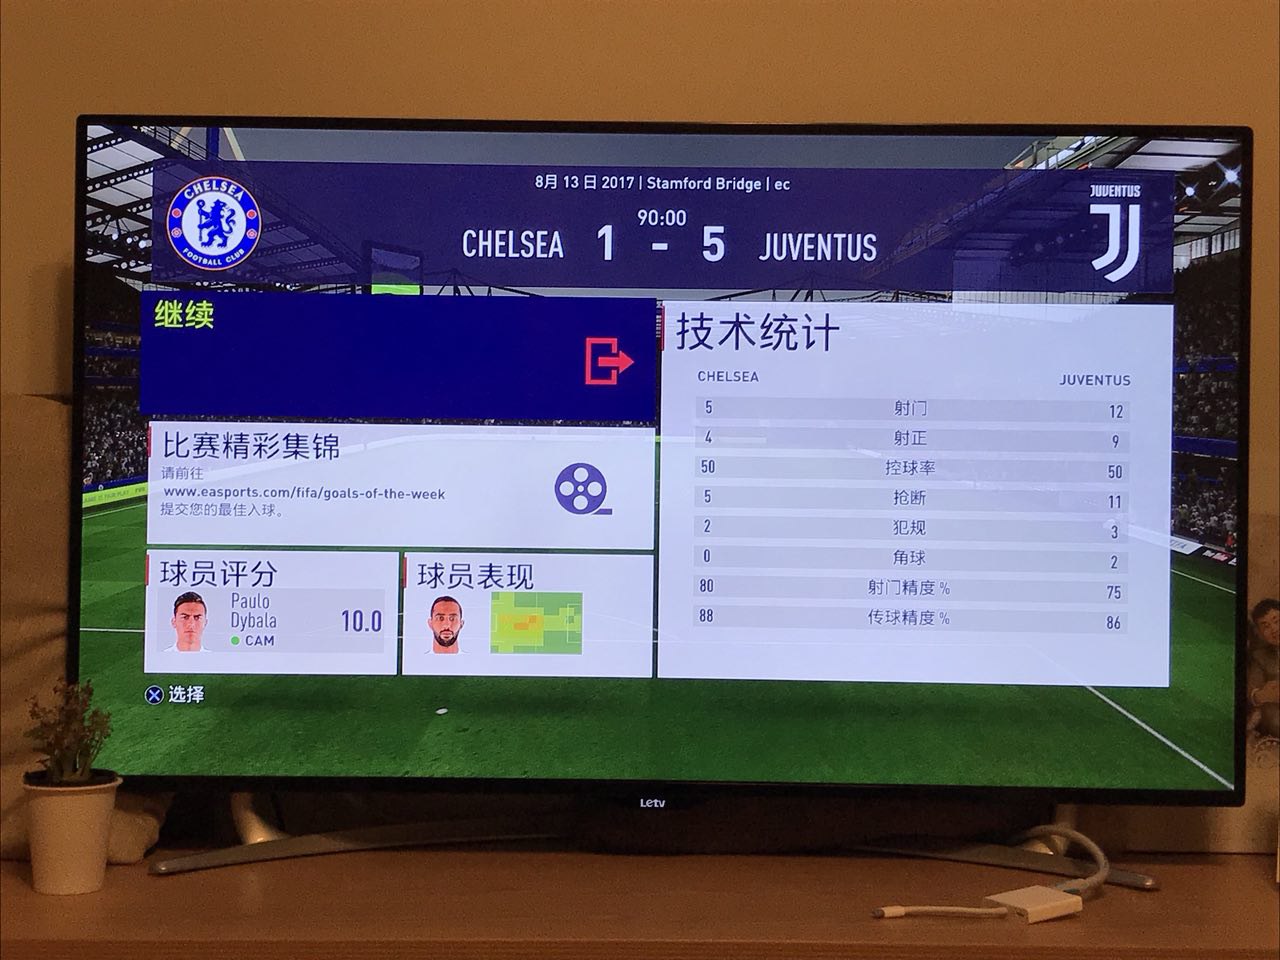 8月 13 日 2017 | Stamford Bridge | ec
90:00
CHELSEA 1 - 5 JUVENTUS
CHELSEA
FOOTBALL CLUB
JUVENTUS
继续
比赛精彩集锦
请前往
www.easports.com/fifa/goals-of-the-week
提交您的最佳入球。
球员评分
Paulo
Dybala
CAM
10.0
球员表现
技术统计
CHELSEA JUVENTUS
5 射门 12
4 射正 9
50 控球率 50
5 抢断 11
2 犯规 3
0 角球 2
80 射门精度 % 75
88 传球精度 % 86
选择
Letv